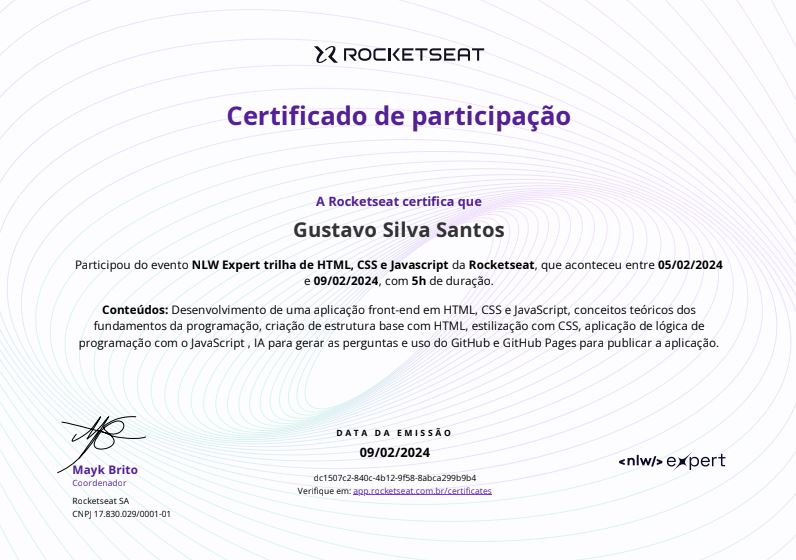 ROCKETSEAT
Certificado de participação
A Rocketseat certifica que
Gustavo Silva Santos
Participou do evento NLW Expert trilha de HTML, CSS e Javascript da Rocketseat, que aconteceu entre 05/02/2024
e 09/02/2024, com 5h de duração.
Conteúdos: Desenvolvimento de uma aplicação front-end em HTML, CSS e JavaScript, conceitos teóricos dos
fundamentos da programação, criação de estrutura base com HTML, estilização com CSS, aplicação de lógica de
programação com o JavaScript , IA para gerar as perguntas e uso do GitHub e GitHub Pages para publicar a aplicação.
Mayk Brito
Coordenador
Rocketseat SA
CNPJ 17.830.029/0001-01
DATA DA EMISSÃO
09/02/2024
dc1507c2-840c-4b12-9f58-8abca299b9b4
Verifique em: app.rocketseat.com.br/certificates
<nlw/> expert